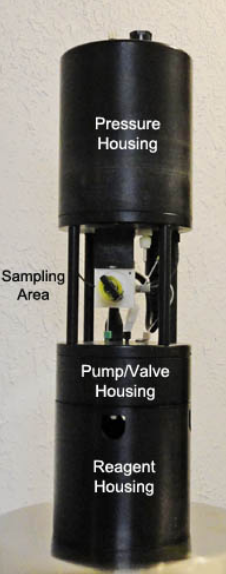 Pressure
Housing
Sampling
Area
Pump/Valve
Housing
Reagent
Housing